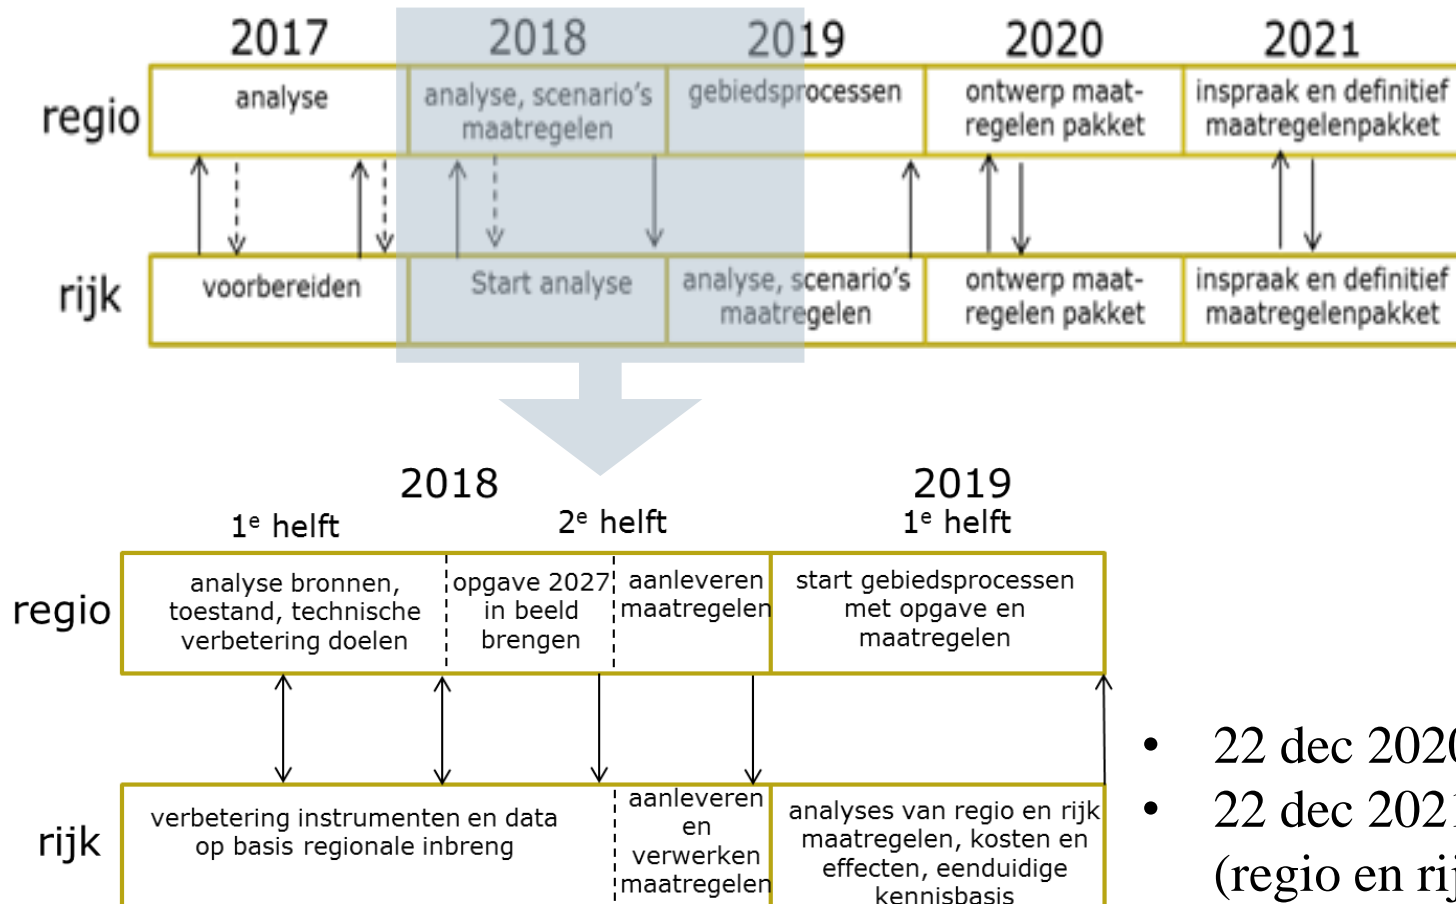 2017 2018 2019 2020 2021
regio
analyse
analyse, scenario's
maatregelen
gebiedsprocessen
ontwerp maat-
regelen pakket
inspraak en definitief
maatregelenpakket
rijk
voorbereiden
Start analyse
analyse, scenario's
maatregelen
ontwerp maat-
regelen pakket
inspraak en definitief
maatregelenpakket
2018 2019
1e helft 2e helft 1e helft
regio
analyse bronnen,
toestand, technische
verbetering doelen
opgave 2027
in beeld
brengen
aanleveren
maatregelen
start gebiedsprocessen
met opgave en
maatregelen
rijk
verbetering instrumenten en data
op basis regionale inbreng
aanleveren
en
verwerken
maatregelen
analyses van regio en rijk
maatregelen, kosten en
effecten, eenduidige
kennisbasis
• 22 dec 2020
• 22 dec 2021
(regio en rij